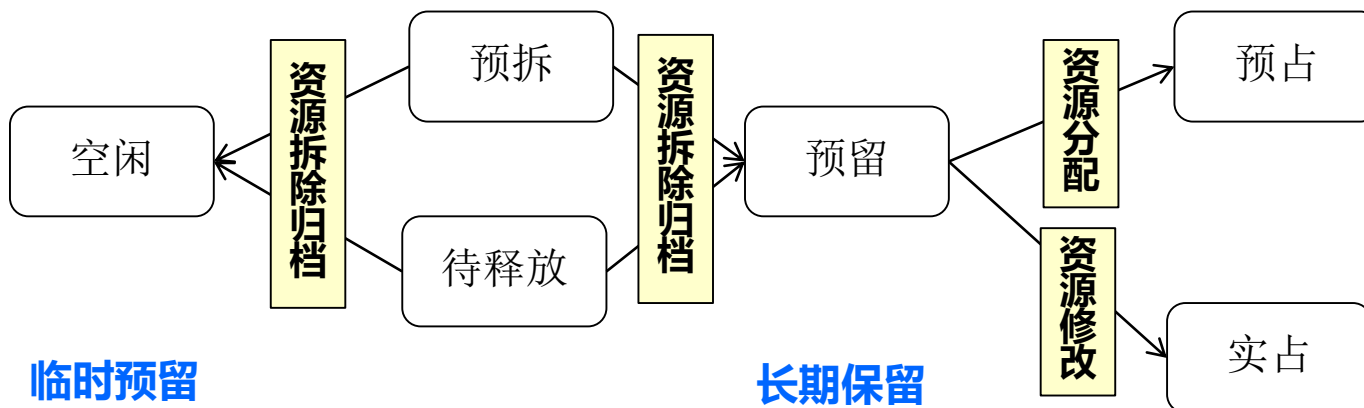 空闲
资源拆除归档
预拆
待释放
资源拆除归档
预留
资源分配
资源修改
预占
实占
临时预留
长期保留